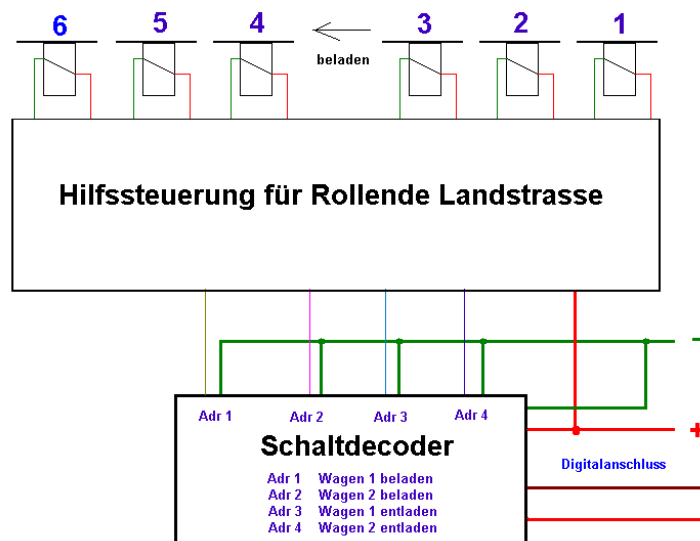 6 5 4 3 2 1
beladen
Hilfssteuerung für Rollende Landstrasse
-
Adr 1 Adr 2 Adr 3 Adr 4
+
Schaltdecoder
Digitalanschluss
Adr 1 Wagen 1 beladen
Adr 2 Wagen 2 beladen
Adr 3 Wagen 1 entladen
Adr 4 Wagen 2 entladen